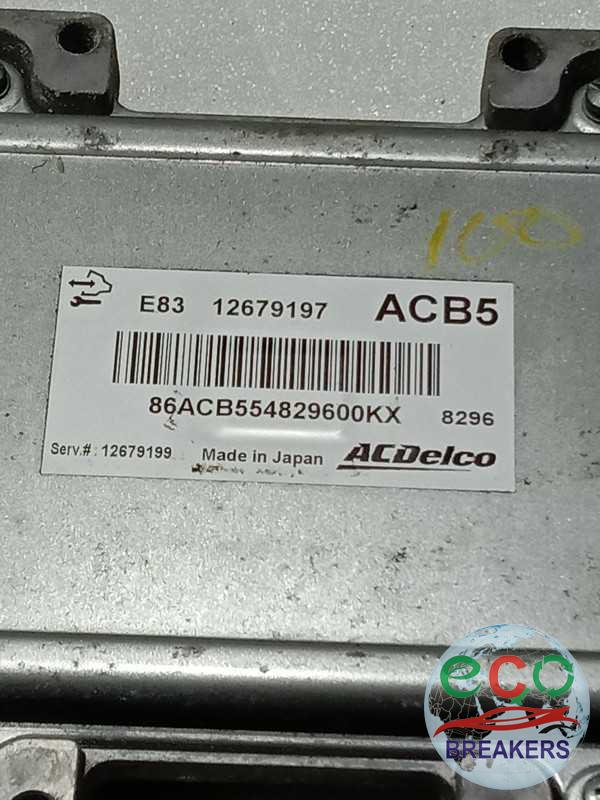 100
E83 12679197 ACB5
86ACB554829600KX 8296
Serv.#: 12679199 Made in Japan ACDelco
eco
BREAKERS